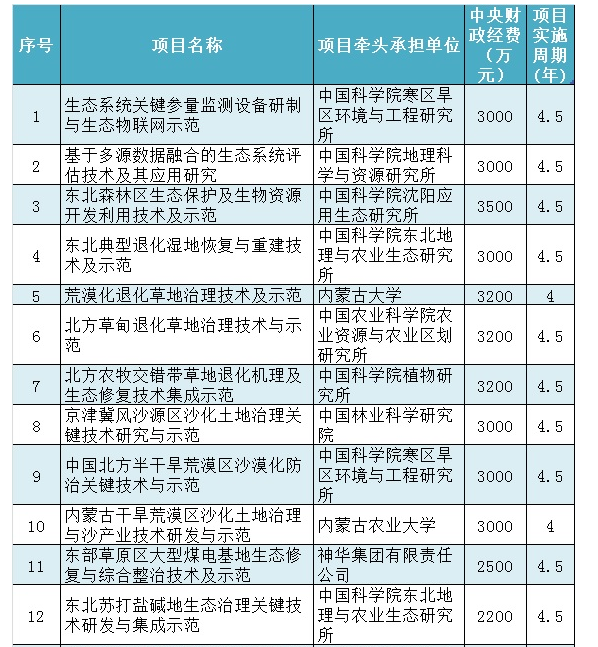 序号 项目名称 项目牵头承担单位 中央财政经费（万元） 项目实施周期(年)
1 生态系统关键参量监测设备研制与生态物联网示范 中国科学院寒区旱区环境与工程研究所 3000 4.5
2 基于多源数据融合的生态系统评估技术及其应用研究 中国科学院地理科学与资源研究所 3000 4.5
3 东北森林区生态保护及生物资源开发利用技术及示范 中国科学院沈阳应用生态研究所 3500 4.5
4 东北典型退化湿地恢复与重建技术及示范 中国科学院东北地理与农业生态研究所 3000 4.5
5 荒漠化退化草地治理技术及示范 内蒙古大学 3200 4
6 北方草甸退化草地治理技术与示范 中国农业科学院农业资源与农业区划研究所 3200 4.5
7 北方农牧交错带草地退化机理及生态修复技术集成示范 中国科学院植物研究所 3200 4.5
8 京津冀风沙源区沙化土地治理关键技术研究与示范 中国林业科学研究院 3000 4.5
9 中国北方半干旱荒漠区沙漠化防治关键技术与示范 中国科学院寒区旱区环境与工程研究所 3000 4.5
10 内蒙古干旱荒漠区沙化土地治理与沙产业技术研发与示范 内蒙古农业大学 3000 4
11 东部草原区大型煤电基地生态修复与综合整治技术及示范 神华集团有限责任公司 2500 4.5
12 东北苏打盐碱地生态治理关键技术研发与集成示范 中国科学院东北地理与农业生态研究所 2200 4.5